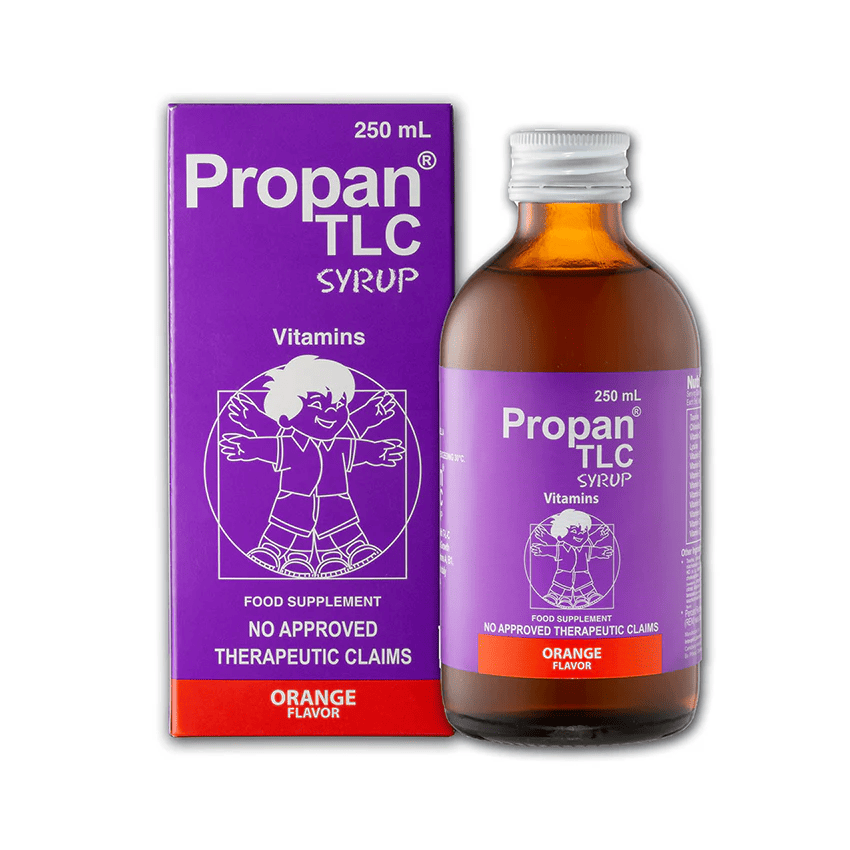 250 mL
Propan®
TLC
SYRUP
Vitamins
FOOD SUPPLEMENT
NO APPROVED
THERAPEUTIC CLAIMS
ORANGE
FLAVOR
250 mL
Propan®
TLC
SYRUP
Vitamins
FOOD SUPPLEMENT
NO APPROVED THERAPEUTIC CLAIMS
ORANGE
FLAVOR